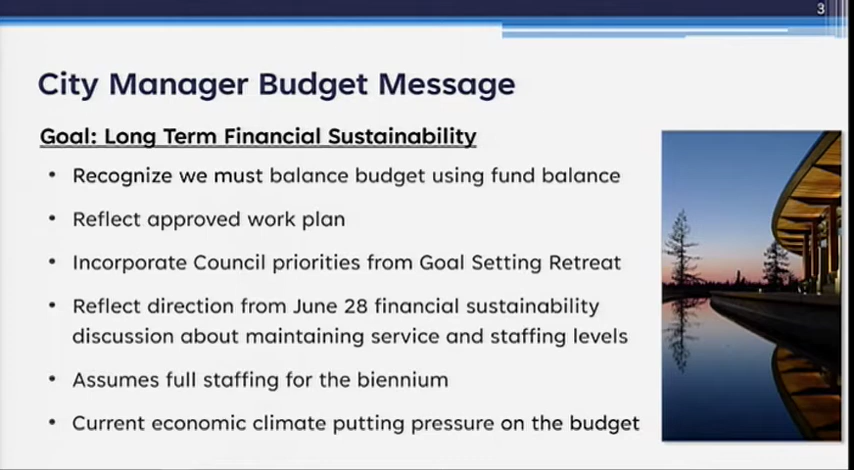 3
City Manager Budget Message
Goal: Long Term Financial Sustainability
• Recognize we must balance budget using fund balance
• Reflect approved work plan
• Incorporate Council priorities from Goal Setting Retreat
• Reflect direction from June 28 financial sustainability
discussion about maintaining service and staffing levels
• Assumes full staffing for the biennium
• Current economic climate putting pressure on the budget